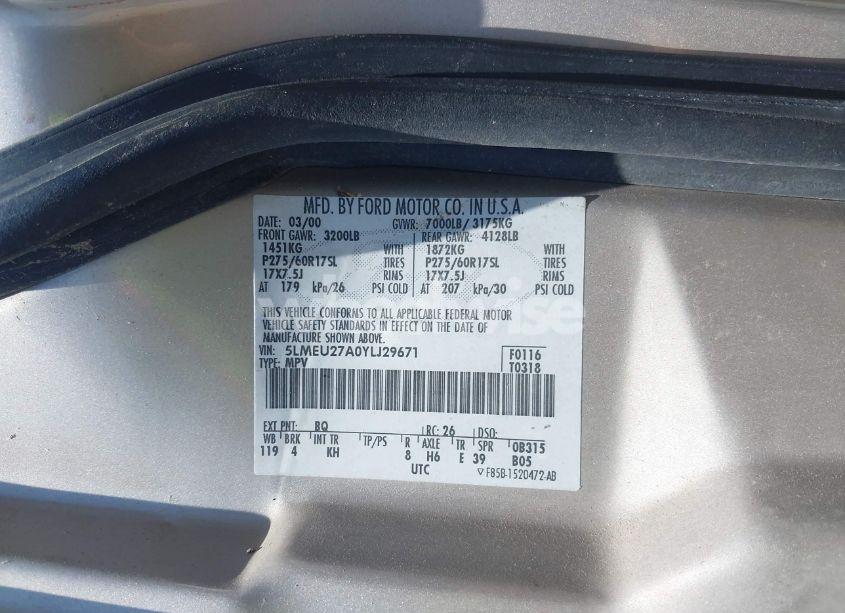 MFD. BY FORD MOTOR CO. IN U.S.A.
DATE: 03/00 GVWR: 7000LB/ 3175KG
FRONT GAWR: 3200LB REAR GAWR: 4128LB
1451KG WITH 1872KG WITH
P275/60R17SL TIRES P275/60R17SL TIRES
17X7.5J RIMS 17X7.5J RIMS
AT 179 kPa/26 PSI COLD AT 207 kPa/30 PSI COLD
THIS VEHICLE CONFORMS TO ALL APPLICABLE FEDERAL MOTOR
VEHICLE SAFETY STANDARDS IN EFFECT ON THE DATE OF
MANUFACTURE SHOWN ABOVE.
VIN: 5LMEU27A0YLJ29671 F0116
TYPE: MPV T0318
EXT PNT: BQ RC: 26 DSO:
WB BRK INT TR TP/PS R AXLE TR SPR 0B315
119 4 KH 8 H6 E 39 B05
UTC F85B-1520472-AB